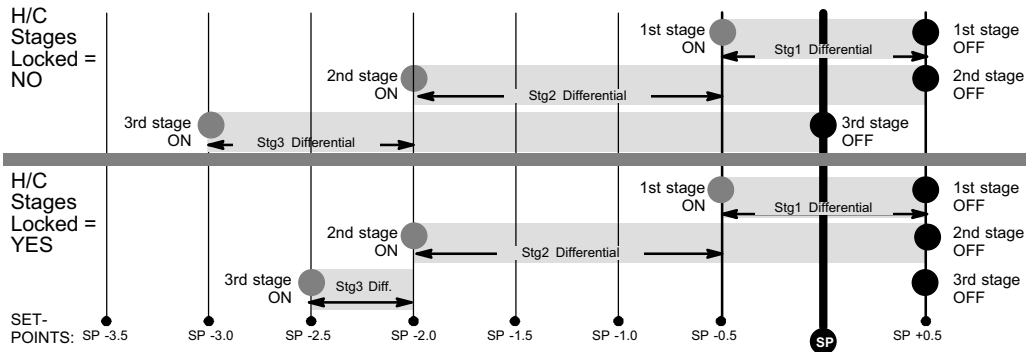 H/C
Stages
Locked =
NO
1st stage
ON
Stg1 Differential
1st stage
OFF
2nd stage
ON
Stg2 Differential
2nd stage
OFF
3rd stage
ON
Stg3 Differential
3rd stage
OFF
H/C
Stages
Locked =
YES
1st stage
ON
Stg1 Differential
1st stage
OFF
2nd stage
ON
Stg2 Differential
2nd stage
OFF
3rd stage
ON
Stg3 Diff.
3rd stage
OFF
SET-
POINTS: SP -3.5 SP -3.0 SP -2.5 SP -2.0 SP -1.5 SP -1.0 SP -0.5 SP SP +0.5